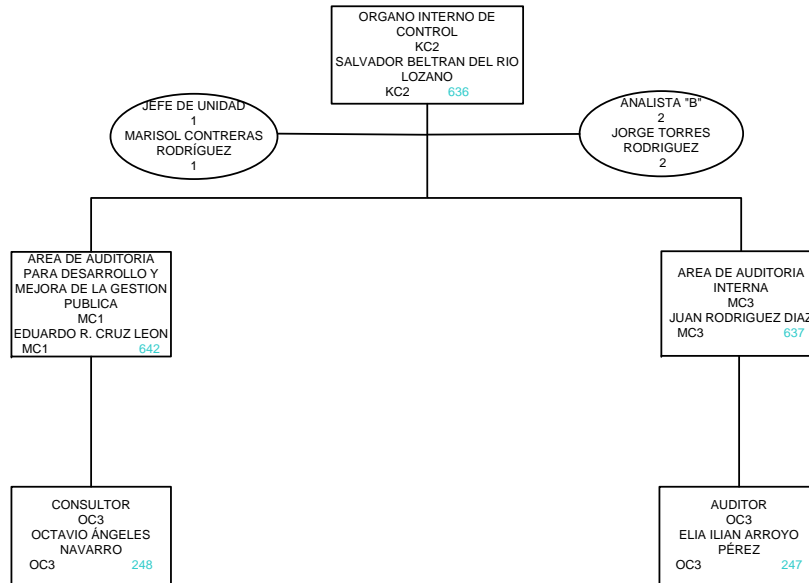 ORGANO INTERNO DE
CONTROL
KC2
SALVADOR BELTRAN DEL RIO
LOZANO
KC2 636
JEFE DE UNIDAD
1
MARISOL CONTRERAS
RODRÍGUEZ
1
ANALISTA "B"
2
JORGE TORRES
RODRIGUEZ
2
AREA DE AUDITORIA
PARA DESARROLLO Y
MEJORA DE LA GESTION
PUBLICA
MC1
EDUARDO R. CRUZ LEON
MC1 642
AREA DE AUDITORIA
INTERNA
MC3
JUAN RODRIGUEZ DIAZ
MC3 637
CONSULTOR
OC3
OCTAVIO ÁNGELES
NAVARRO
OC3 248
AUDITOR
OC3
ELIA ILIAN ARROYO
PÉREZ
OC3 247